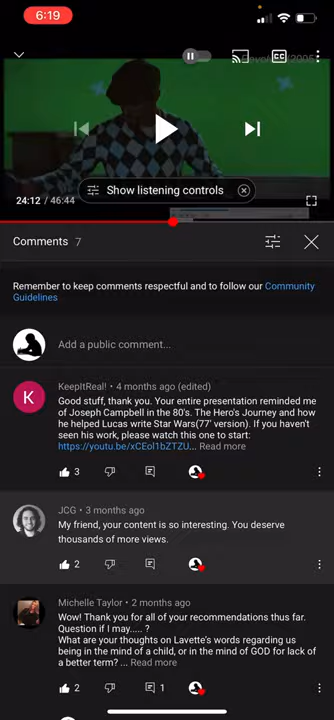 6:19
CC
Show listening controls
24:12 / 46:44
Comments 7
Remember to keep comments respectful and to follow our Community
Guidelines
Add a public comment...
K
KeepItReal! • 4 months ago (edited)
Good stuff, thank you. Your entire presentation reminded me
of Joseph Campbell in the 80's. The Hero's Journey and how
he helped Lucas write Star Wars(77' version). If you haven't
seen his work, please watch this one to start:
https://youtu.be/xCEol1bZTZU... Read more
3
JCG • 3 months ago
My friend, your content is so interesting. You deserve
thousands of more views.
2
Michelle Taylor • 2 months ago
Wow! Thank you for all of your recommendations thus far.
Question if I may..... ?
What are your thoughts on Lavette's words regarding us
being in the mind of a child, or in the mind of GOD for lack of
a better term? ... Read more
2
1